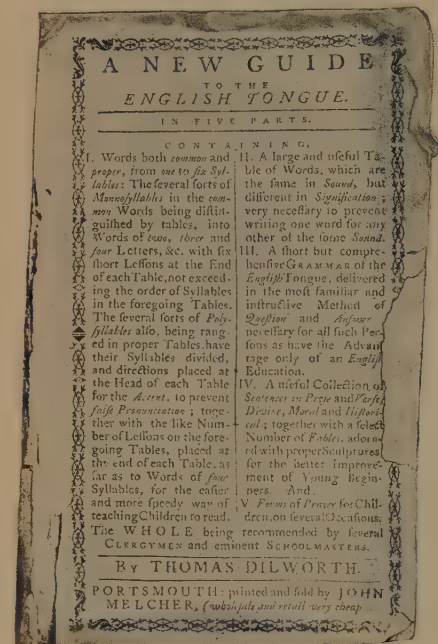 A NEW GUIDE
TO THE
ENGLISH TONGUE.
IN FIVE PARTS.
CONTAINING,
I. Words both common and
proper, from one to six Syl-
lables: The several sorts of
Monosyllables in the com-
mon Words being distin-
guished by tables, into
Words of two, three and
four Letters, &c. with six
short Lessons at the End
of each Table, not exceed-
ing the order of Syllables
in the foregoing Tables.
The several sorts of Poly-
syllables also, being rang-
ed in proper Tables, have
their Syllables divided,
and directions placed at
the Head of each Table
for the Accent, to prevent
false Pronunciation; toge-
ther with the like Num-
ber of Lessons on the fore-
going Tables, placed at
the end of each Table, as
far as to Words of four
Syllables, for the easier
and more speedy way of
teaching Children to read.
II. A large and useful Ta-
ble of Words, which are
the same in Sound, but
different in Signification;
very necessary to prevent
writing one word for any
other of the same Sound.
III. A short but compre-
hensive GRAMMAR of the
English Tongue, delivered
in the most familiar and
instructive Method of
Question and Answer
necessary for all such Per-
sons as have the Advan
tage only of an English
Education.
IV. A useful Collection of
Sentences in Prose and Verse,
Divine, Moral and Histori-
cal; together with a select
Number of Fables, adorn-
ed with proper Sculptures
for the better Improve-
ment of Young Begin-
ners. And.
V Forms of Prayer for Chil-
dren, on several Occasions.
The WHOLE being recommended by several
CLERGYMEN and eminent SCHOOLMASTERS.
BY THOMAS DILWORTH.
PORTSMOUTH: printed and sold by JOHN
MELCHER, (wholesale and retail very cheap